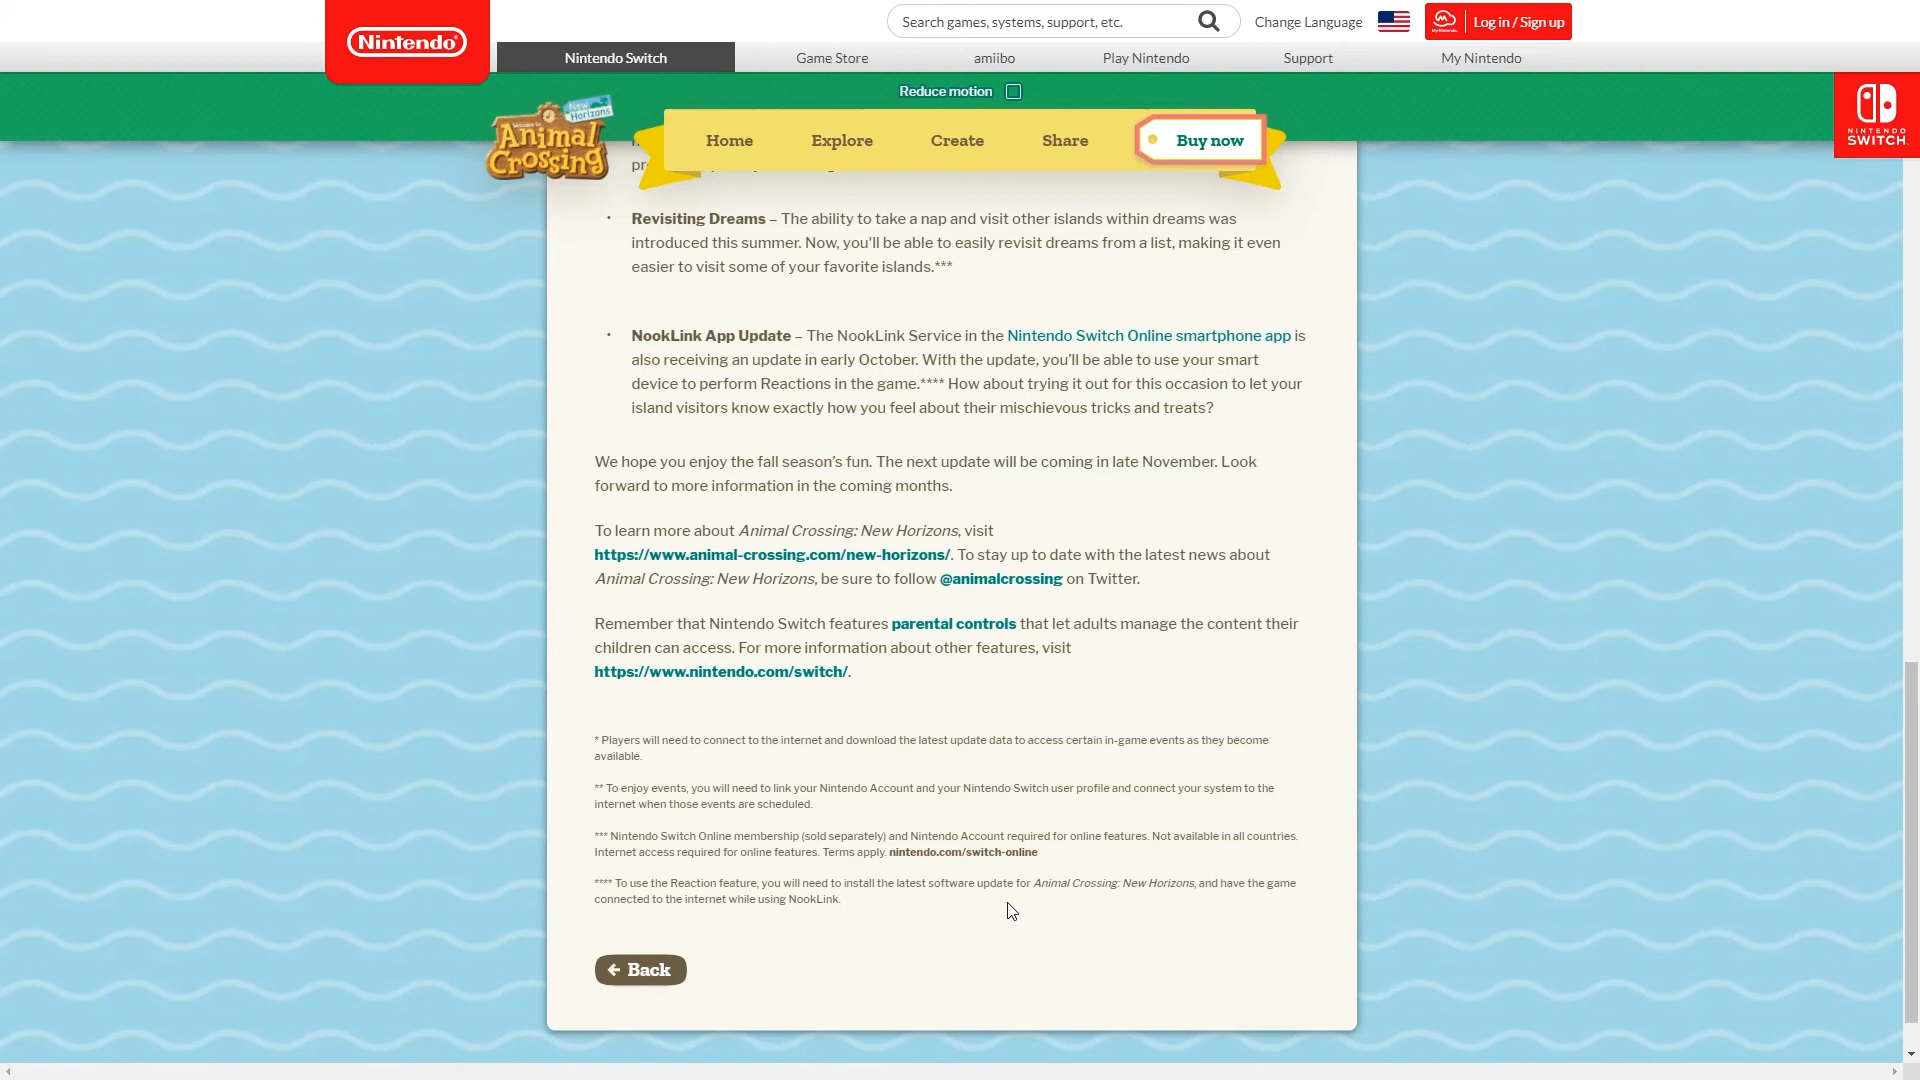 Nintendo
Search games, systems, support, etc.
Change Language
Log in / Sign up
Nintendo Switch
Game Store
amiibo
Play Nintendo
Support
My Nintendo
Reduce motion
New Horizons
Animal Crossing
Home
Explore
Create
Share
Buy now
NINTENDO
SWITCH
Revisiting Dreams – The ability to take a nap and visit other islands within dreams was
introduced this summer. Now, you'll be able to easily revisit dreams from a list, making it even
easier to visit some of your favorite islands.***
NookLink App Update – The NookLink Service in the Nintendo Switch Online smartphone app is
also receiving an update in early October. With the update, you'll be able to use your smart
device to perform Reactions in the game.**** How about trying it out for this occasion to let your
island visitors know exactly how you feel about their mischievous tricks and treats?
We hope you enjoy the fall season's fun. The next update will be coming in late November. Look
forward to more information in the coming months.
To learn more about Animal Crossing: New Horizons, visit
https://www.animal-crossing.com/new-horizons/. To stay up to date with the latest news about
Animal Crossing: New Horizons, be sure to follow @animalcrossing on Twitter.
Remember that Nintendo Switch features parental controls that let adults manage the content their
children can access. For more information about other features, visit
https://www.nintendo.com/switch/.
* Players will need to connect to the internet and download the latest update data to access certain in-game events as they become
available.
** To enjoy events, you will need to link your Nintendo Account and your Nintendo Switch user profile and connect your system to the
internet when those events are scheduled.
*** Nintendo Switch Online membership (sold separately) and Nintendo Account required for online features. Not available in all countries.
Internet access required for online features. Terms apply. nintendo.com/switch-online
**** To use the Reaction feature, you will need to install the latest software update for Animal Crossing: New Horizons, and have the game
connected to the internet while using NookLink.
Back